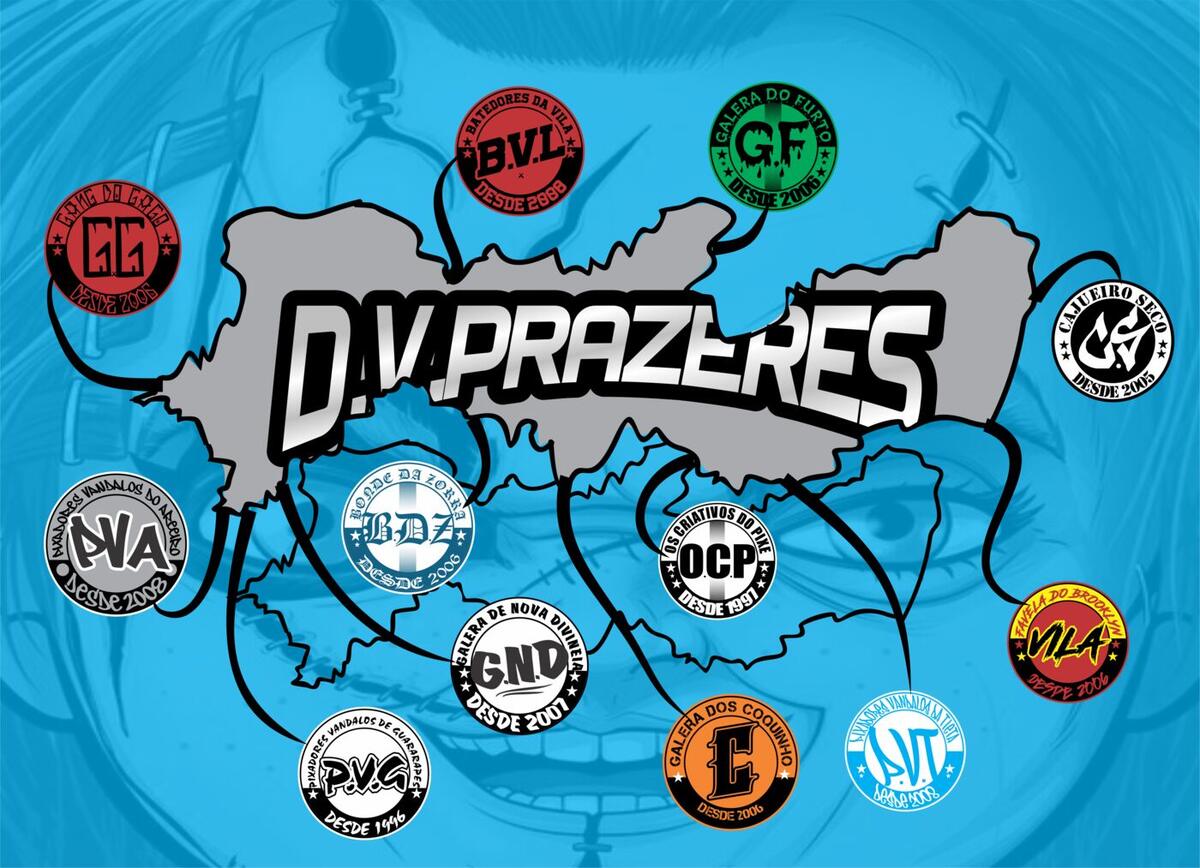 BATEDORES DA VILA
B.V.L
DESDE 2000
GALERA DO FURTO
G.F
DESDE 2006
GG
DESDE 2005
CAJUEIRO SECO
C.S
DESDE 2005
D.V.PRAZERES
PIXADORES VANDALOS DO
PVA
DESDE 2008
BONDE DA ZORRA
BDZ
DESDE 2006
OS CRIATIVOS DO PIXE
O.C.P
DESDE 1997
GALERA DE NOVA DIVINEIA
G.N.D
DESDE 2007
FAVELA DO BROOKLYN
VILA
DESDE 2006
PIXADORES VANDALOS DE GUARARAPES
P.V.G
DESDE 1996
GALERA DOS COQUINHO
C
DESDE 2006
P.V.T
DESDE 2008